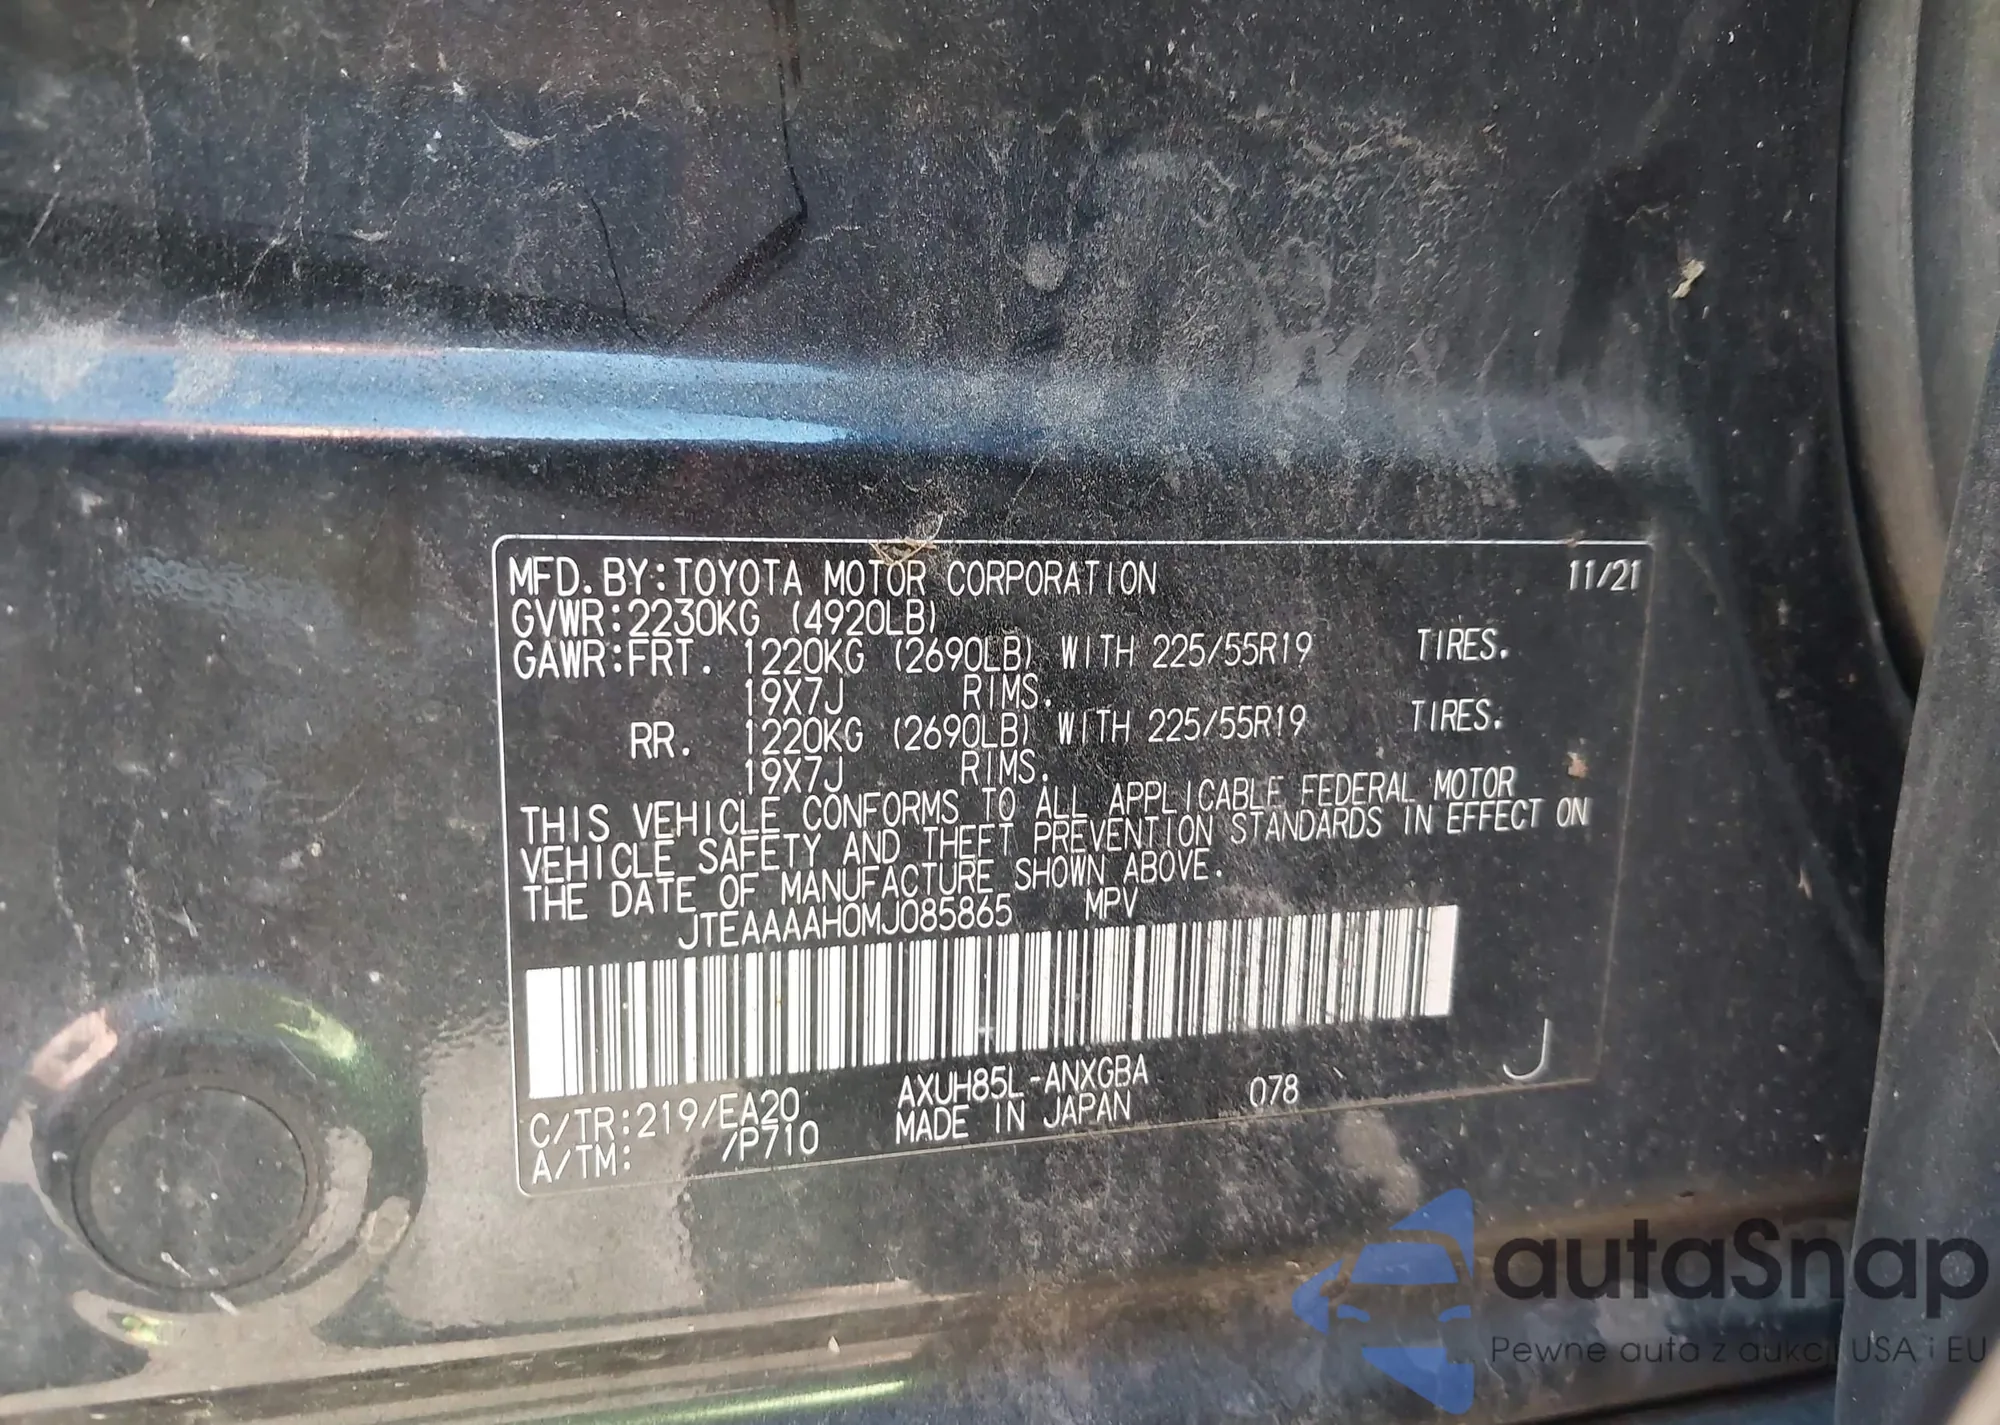 MFD. BY:TOYOTA MOTOR CORPORATION 11/21
GVWR:2230KG (4920LB)
GAWR:FRT. 1220KG (2690LB) WITH 225/55R19 TIRES.
19X7J RIMS.
RR. 1220KG (2690LB) WITH 225/55R19 TIRES.
19X7J RIMS.
THIS VEHICLE CONFORMS TO ALL APPLICABLE FEDERAL MOTOR
VEHICLE SAFETY AND THEFT PREVENTION STANDARDS IN EFFECT ON
THE DATE OF MANUFACTURE SHOWN ABOVE.
JTEAAAAH0MJ085865 MPV
C/TR:219/EA20 AXUH85L-ANXGBA 078 J
A/TM: /P710 MADE IN JAPAN
autaSnap
Pewne auta z aukcji USA i EU